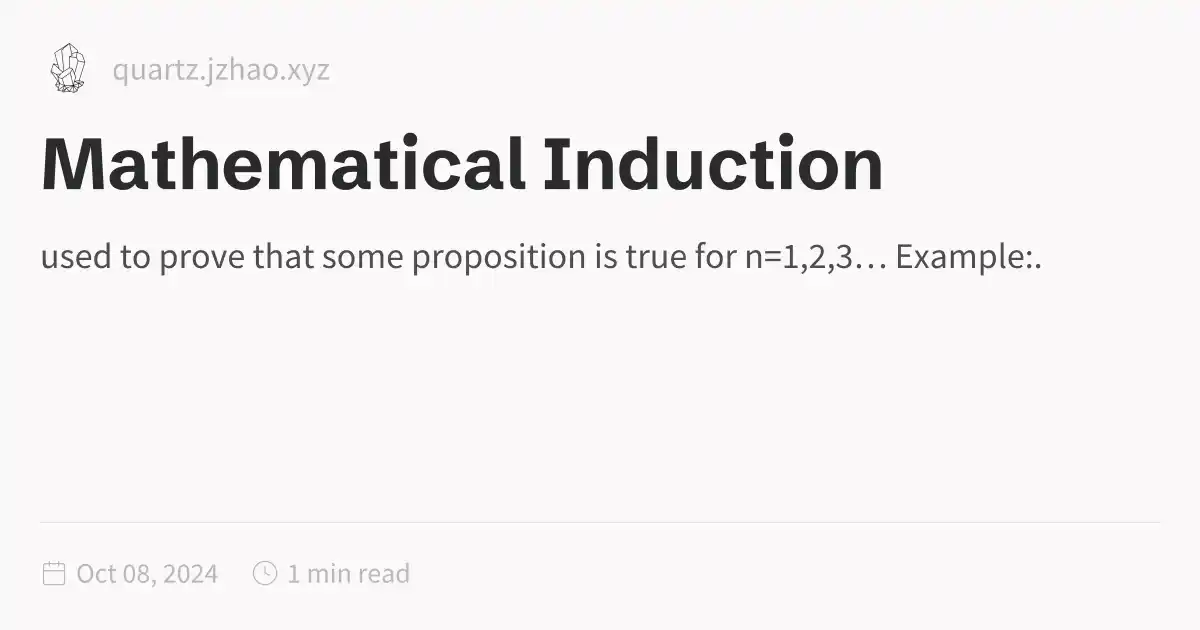 quartz.jzhao.xyz
Mathematical Induction
used to prove that some proposition is true for n=1,2,3… Example:.
Oct 08, 2024 1 min read